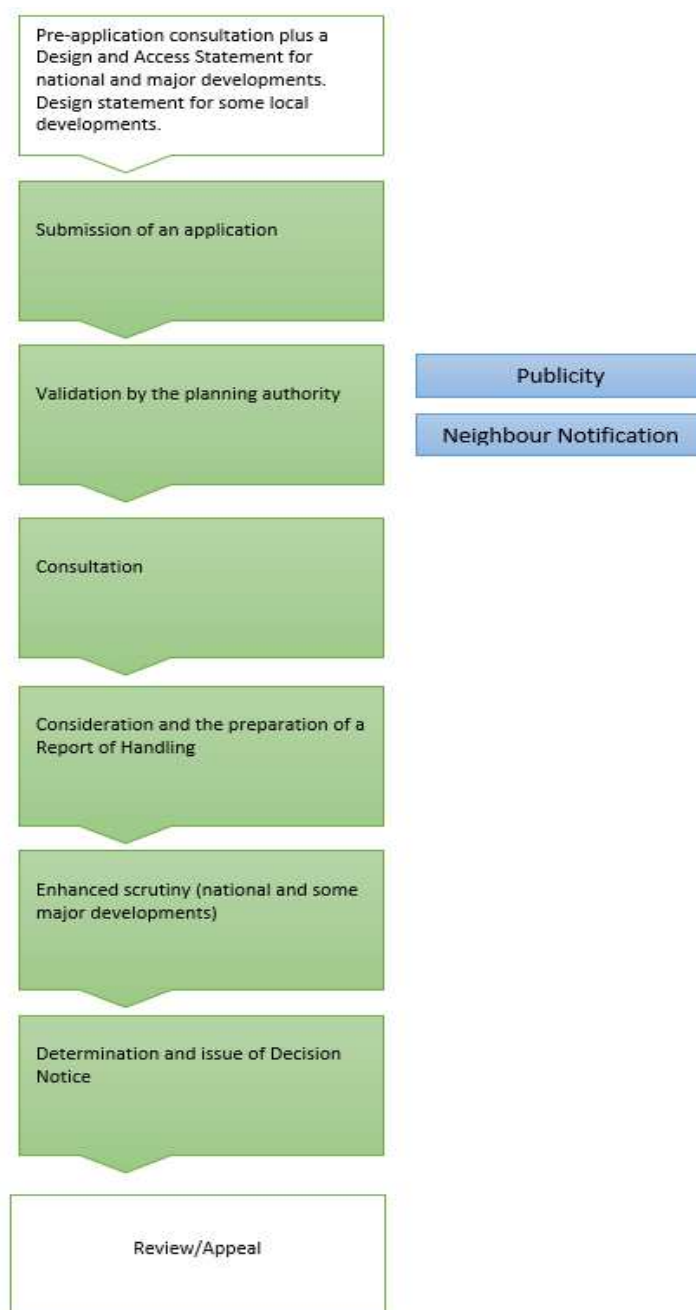 Pre-application consultation plus a
Design and Access Statement for
national and major developments.
Design statement for some local
developments.
Submission of an application
Validation by the planning authority
Publicity
Neighbour Notification
Consultation
Consideration and the preparation of a
Report of Handling
Enhanced scrutiny (national and some
major developments)
Determination and issue of Decision
Notice
Review/Appeal